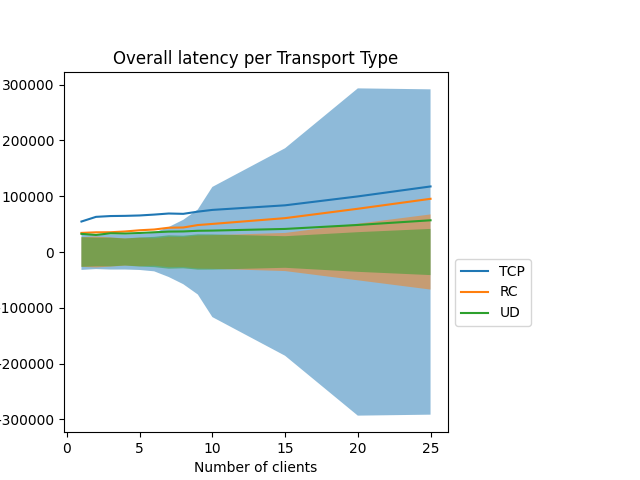 Overall latency per Transport Type
300000
200000
100000
0
-100000
-200000
-300000
0 5 10 15 20 25
Number of clients
TCP
RC
UD